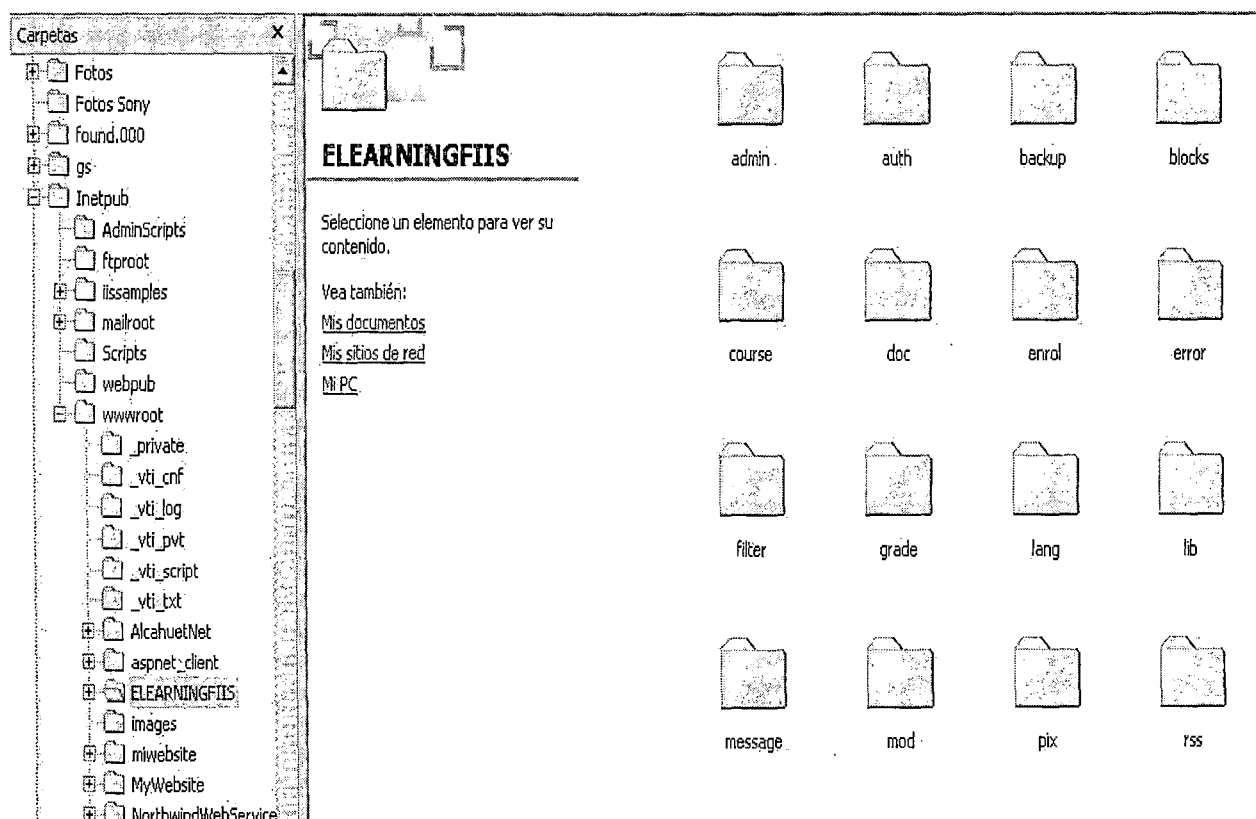 Carpetas
Fotos
Fotos Sony
found.000
gs
Inetpub
AdminScripts
ftproot
iissamples
mailroot
Scripts
webpub
wwwroot
_private
_vti_cnf
_vti_log
_vti_pvt
_vti_script
_vti_txt
AlcahuetNet
aspnet_client
ELEARNINGFIIS
images
miwebsite
MyWebsite
NorthwindWebService
ELEARNINGFIIS
Seleccione un elemento para ver su
contenido.
Vea también:
Mis documentos
Mis sitios de red
Mi PC
admin
auth
backup
blocks
course
doc
enrol
error
filter
grade
lang
lib
message
mod
pix
rss